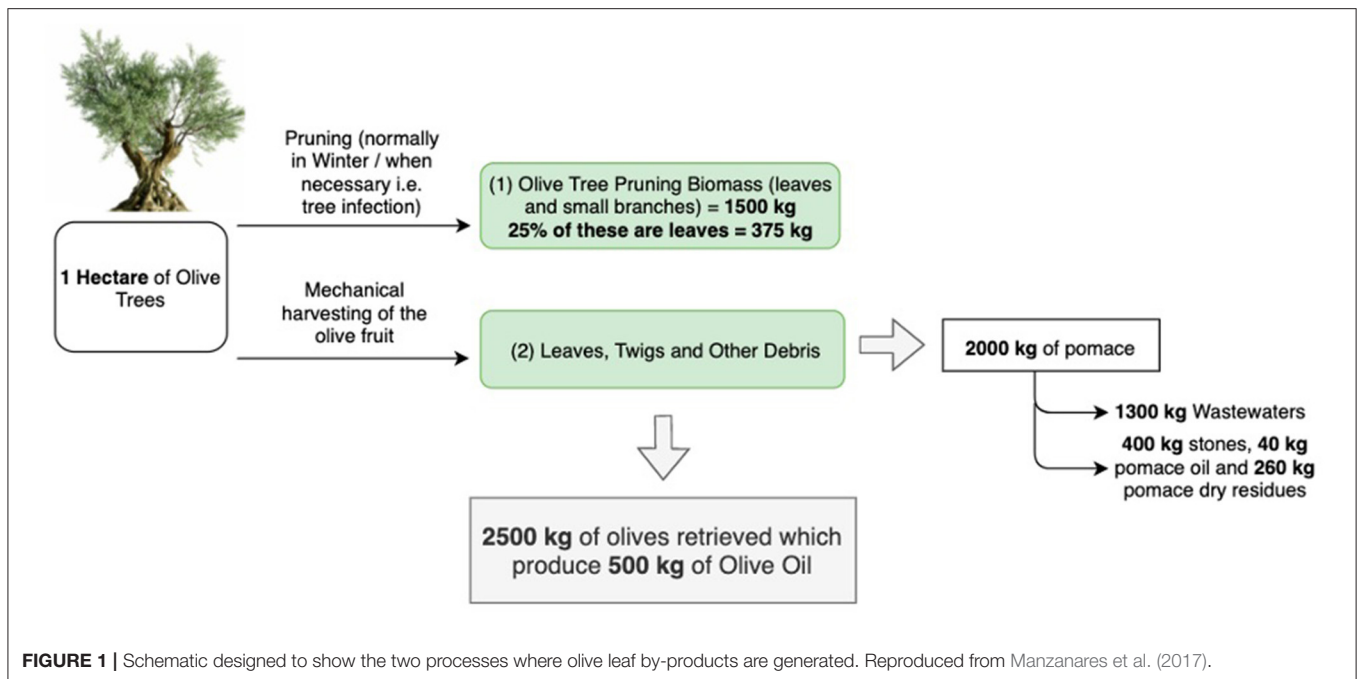 Pruning (normally
in Winter / when
necessary i.e.
tree infection)
(1) Olive Tree Pruning Biomass (leaves
and small branches) = 1500 kg
25% of these are leaves = 375 kg
1 Hectare of Olive
Trees
Mechanical
harvesting of the
olive fruit
(2) Leaves, Twigs and Other Debris
2000 kg of pomace
1300 kg Wastewaters
400 kg stones, 40 kg
pomace oil and 260 kg
pomace dry residues
2500 kg of olives retrieved which
produce 500 kg of Olive Oil
FIGURE 1 | Schematic designed to show the two processes where olive leaf by-products are generated. Reproduced from Manzanares et al. (2017).